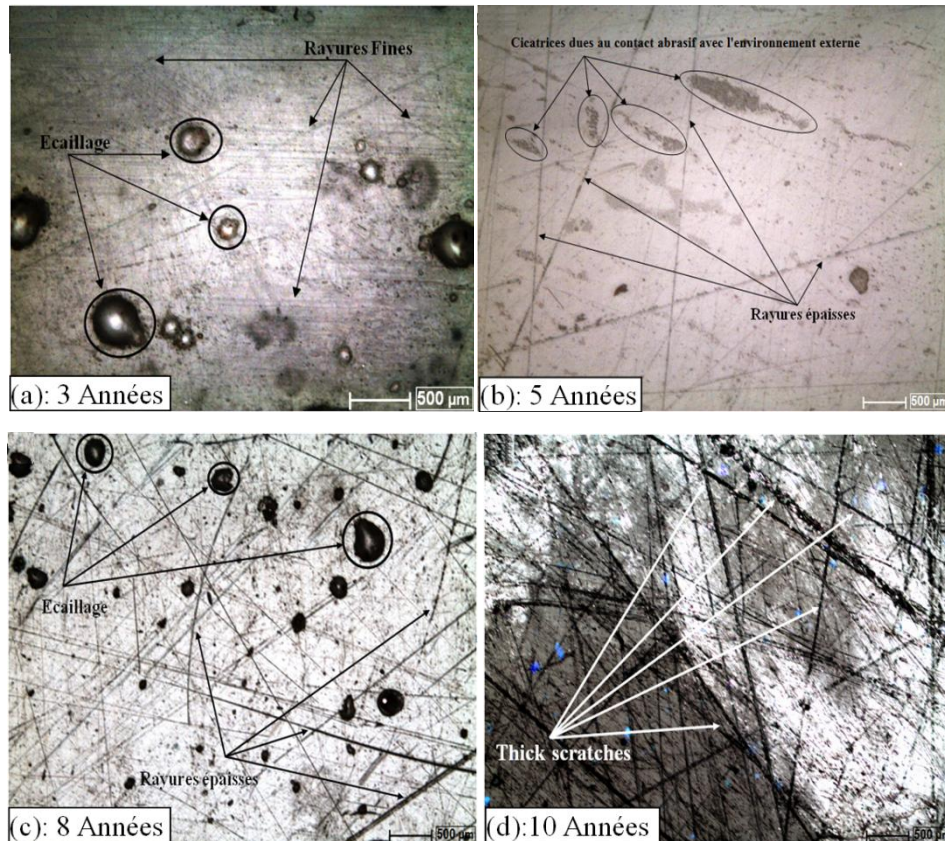 Rayures Fines
Ecaillage
(a): 3 Années
500 µm
Cicatrices dues au contact abrasif avec l'environnement externe
Rayures épaisses
(b): 5 Années
500 µm
Ecaillage
Rayures épaisses
(c): 8 Années
500 µm
Thick scratches
(d):10 Années
500 µm